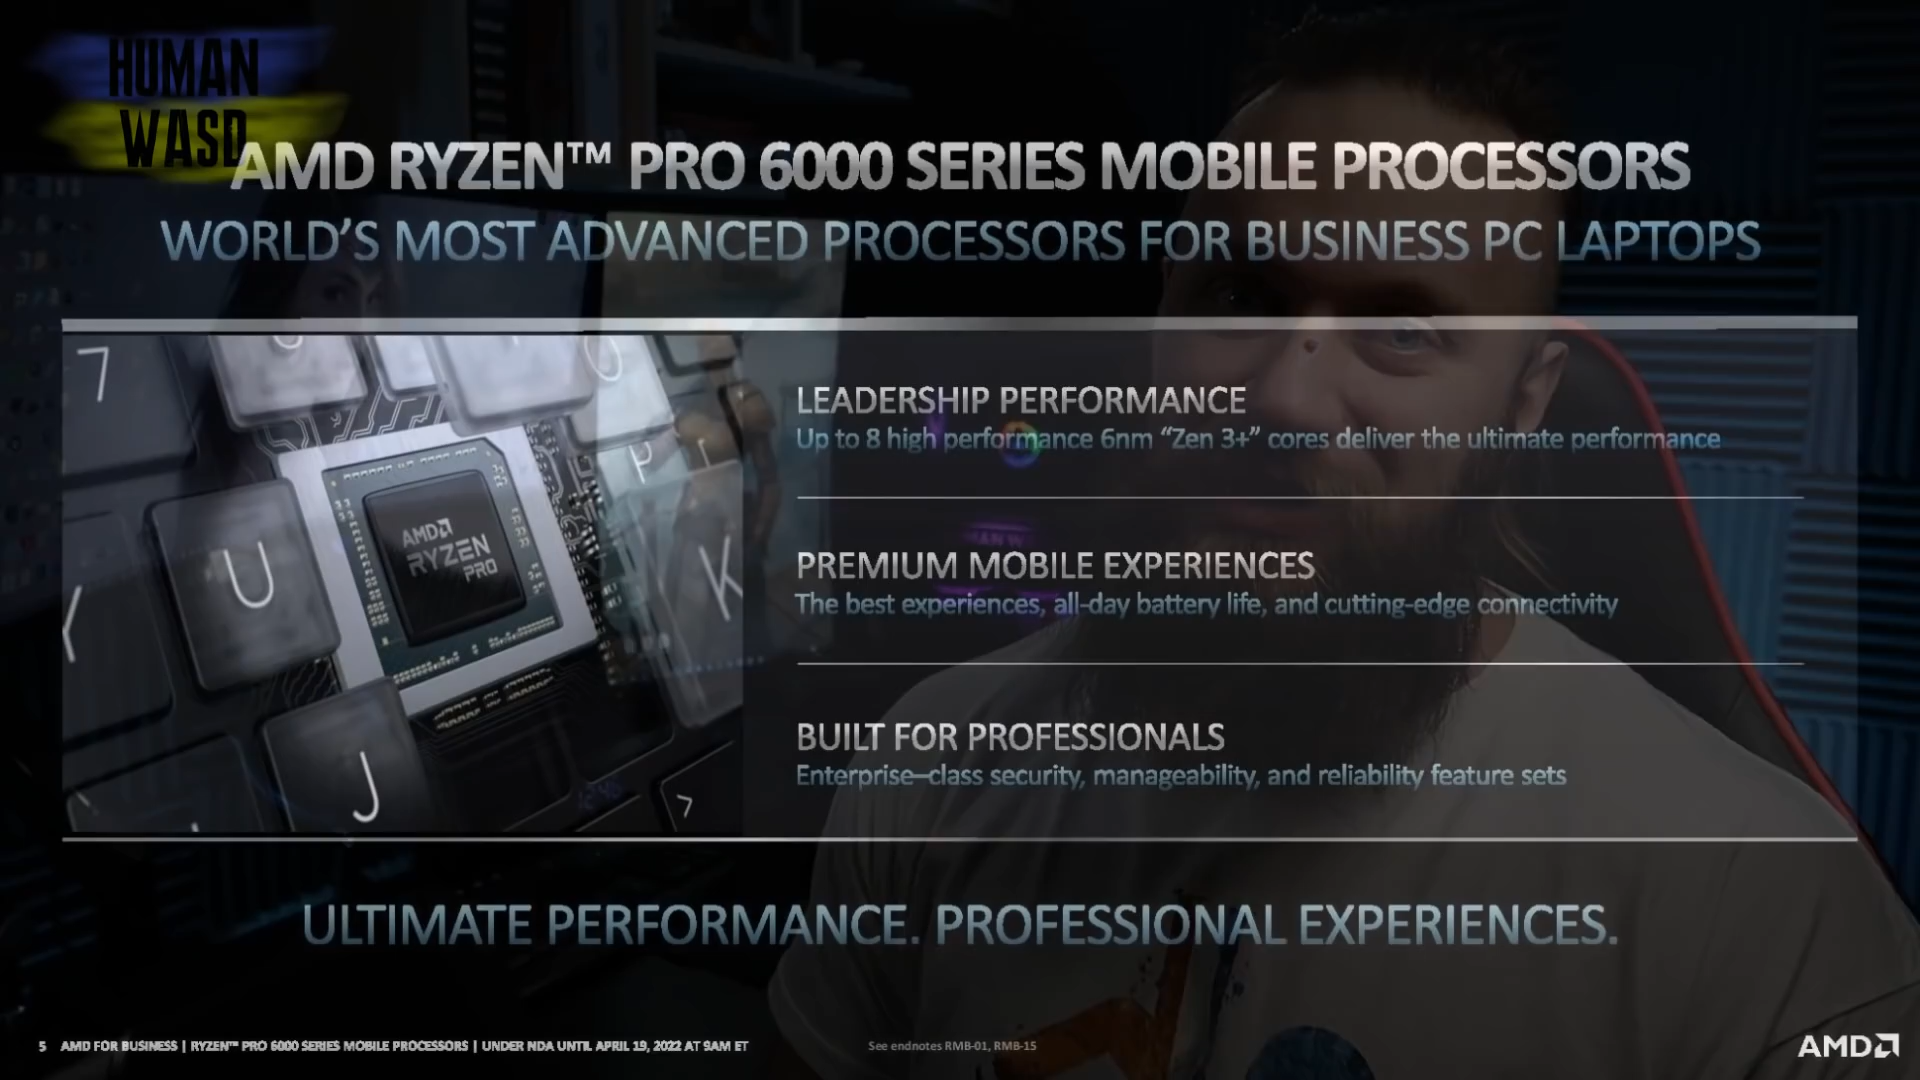 HUMAN
WASD
AMD RYZEN™ PRO 6000 SERIES MOBILE PROCESSORS
WORLD'S MOST ADVANCED PROCESSORS FOR BUSINESS PC LAPTOPS
7
U
P
K
Y
J
AMD
RYZEN
PRO
LEADERSHIP PERFORMANCE
Up to 8 high performance 6nm “Zen 3+” cores deliver the ultimate performance
PREMIUM MOBILE EXPERIENCES
The best experiences, all-day battery life, and cutting-edge connectivity
BUILT FOR PROFESSIONALS
Enterprise–class security, manageability, and reliability feature sets
ULTIMATE PERFORMANCE. PROFESSIONAL EXPERIENCES.
5 AMD FOR BUSINESS | RYZEN™ PRO 6000 SERIES MOBILE PROCESSORS | UNDER NDA UNTIL APRIL 19, 2022 AT 9AM ET
See endnotes RMB-01, RMB-15
AMD